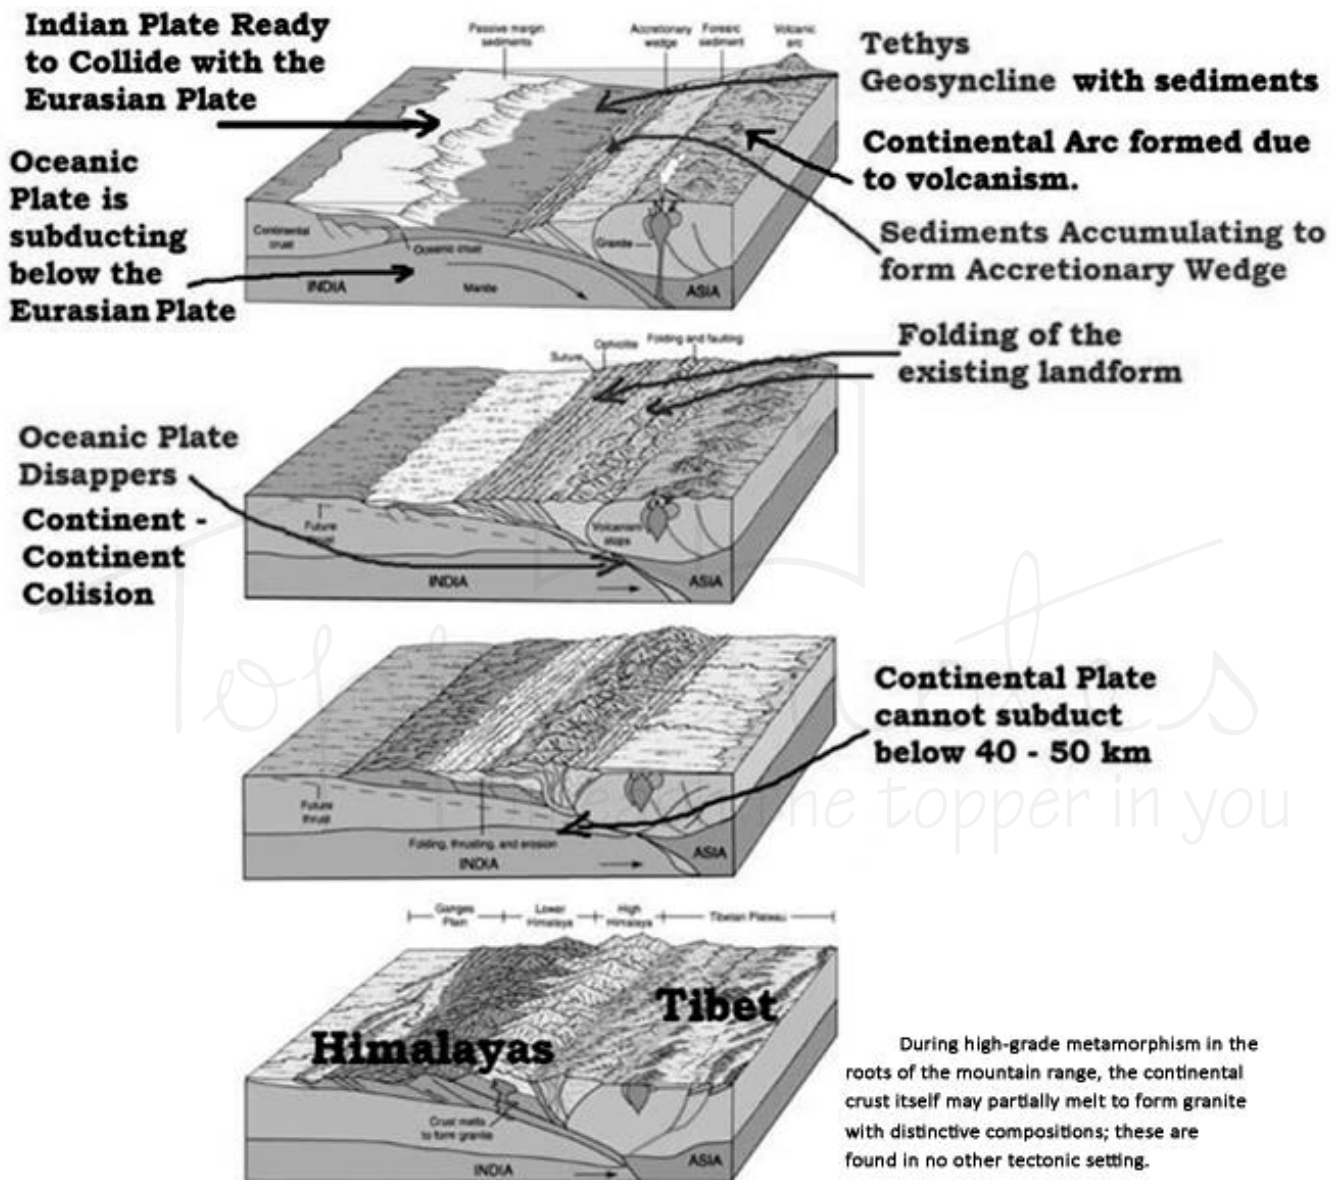 Indian Plate Ready
to Collide with the
Eurasian Plate
Passive margin
sediments
Accretionary
wedge
Forearc
sediment
Volcanic
arc
Tethys
Geosyncline with sediments
Oceanic
Plate is
subducting
below the
Eurasian Plate
Continental Arc formed due
to volcanism.
Sediments Accumulating to
form Accretionary Wedge
Continental
crust
Oceanic crust
Granite
INDIA
Mantle
ASIA
Suture
Ophiolite
Folding and faulting
Folding of the
existing landform
Oceanic Plate
Disappers
Continent -
Continent
Colision
Future
thrust
Volcanism
stops
INDIA
ASIA
Continental Plate
cannot subduct
below 40 - 50 km
Future
thrust
Folding, thrusting, and erosion
INDIA
ASIA
the topper in you
Ganges
Plain
Lower
Himalaya
High
Himalaya
Tibetan Plateau
Tibet
Himalayas
Crust melts
to form granite
INDIA
ASIA
During high-grade metamorphism in the
roots of the mountain range, the continental
crust itself may partially melt to form granite
with distinctive compositions; these are
found in no other tectonic setting.